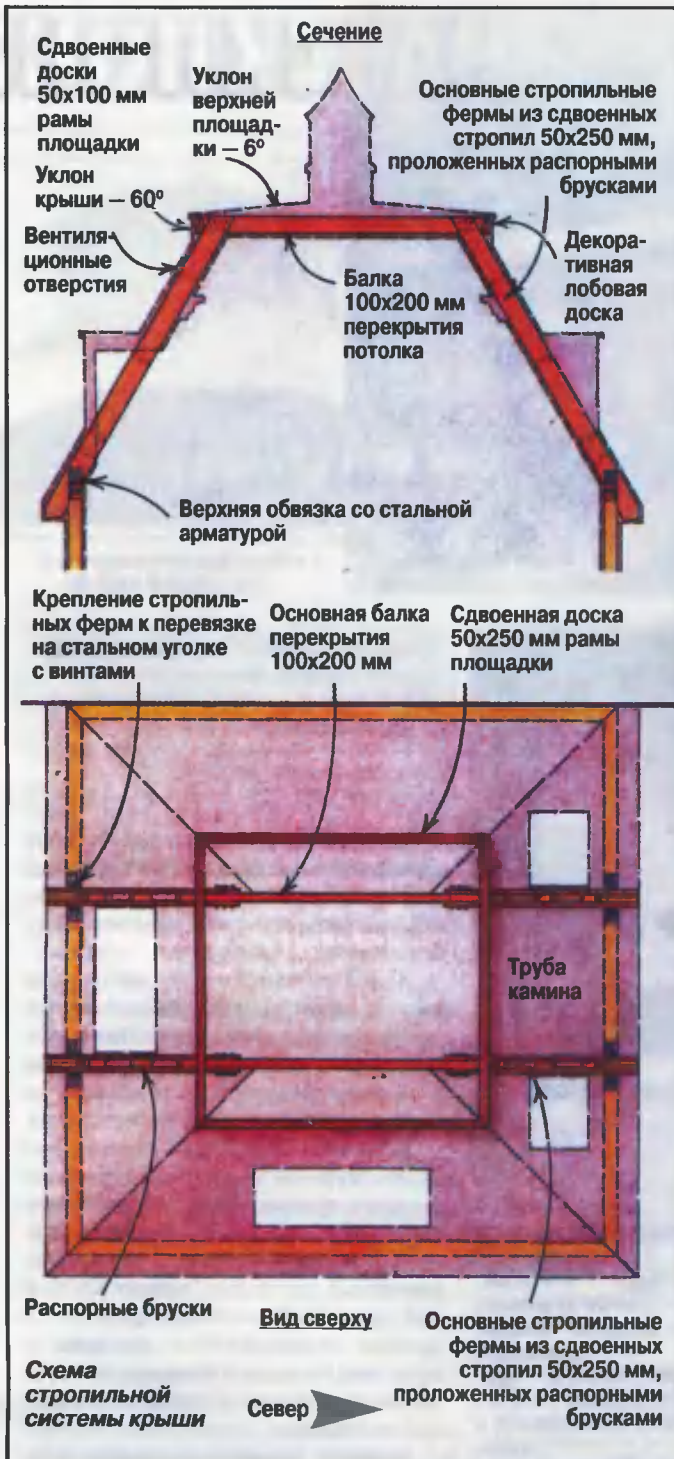 Сечение
Сдвоенные
доски
50х100 мм
рамы
площадки
Уклон
верхней
площад-
ки – 6º
Основные стропильные
фермы из сдвоенных
стропил 50х250 мм,
проложенных распорными
брусками
Уклон
крыши – 60º
Вентиля-
ционные
отверстия
Балка
100х200 мм
перекрытия
потолка
Декора-
тивная
лобовая
доска
Верхняя обвязка со стальной
арматурой
Крепление стропиль-
ных ферм к перевязке
на стальном уголке
с винтами
Основная балка
перекрытия
100х200 мм
Сдвоенная доска
50х250 мм рамы
площадки
Труба
камина
Распорные бруски
Вид сверху
Основные стропильные
фермы из сдвоенных
стропил 50х250 мм,
проложенных распорными
брусками
Схема
стропильной
системы крыши
Север